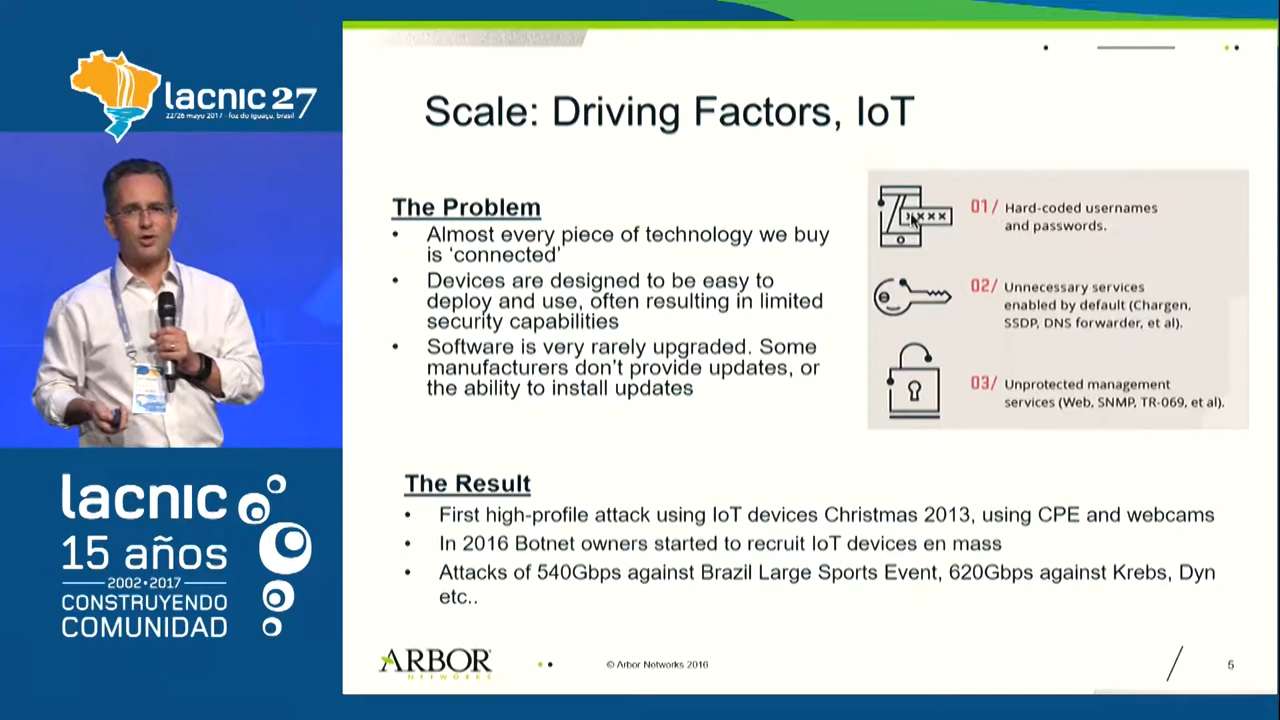 lacnic 27
22/26 mayo 2017 - foz do iguaçu, brasil
lacnic
15 años
2002•2017
CONSTRUYENDO
COMUNIDAD
Scale: Driving Factors, IoT
The Problem
• Almost every piece of technology we buy
is ‘connected’
• Devices are designed to be easy to
deploy and use, often resulting in limited
security capabilities
• Software is very rarely upgraded. Some
manufacturers don’t provide updates, or
the ability to install updates
01/ Hard-coded usernames
and passwords.
02/ Unnecessary services
enabled by default (Chargen,
SSDP, DNS forwarder, et al).
03/ Unprotected management
services (Web, SNMP, TR-069, et al).
The Result
• First high-profile attack using IoT devices Christmas 2013, using CPE and webcams
• In 2016 Botnet owners started to recruit IoT devices en mass
• Attacks of 540Gbps against Brazil Large Sports Event, 620Gbps against Krebs, Dyn
etc..
ARBOR
NETWORKS
© Arbor Networks 2016
5